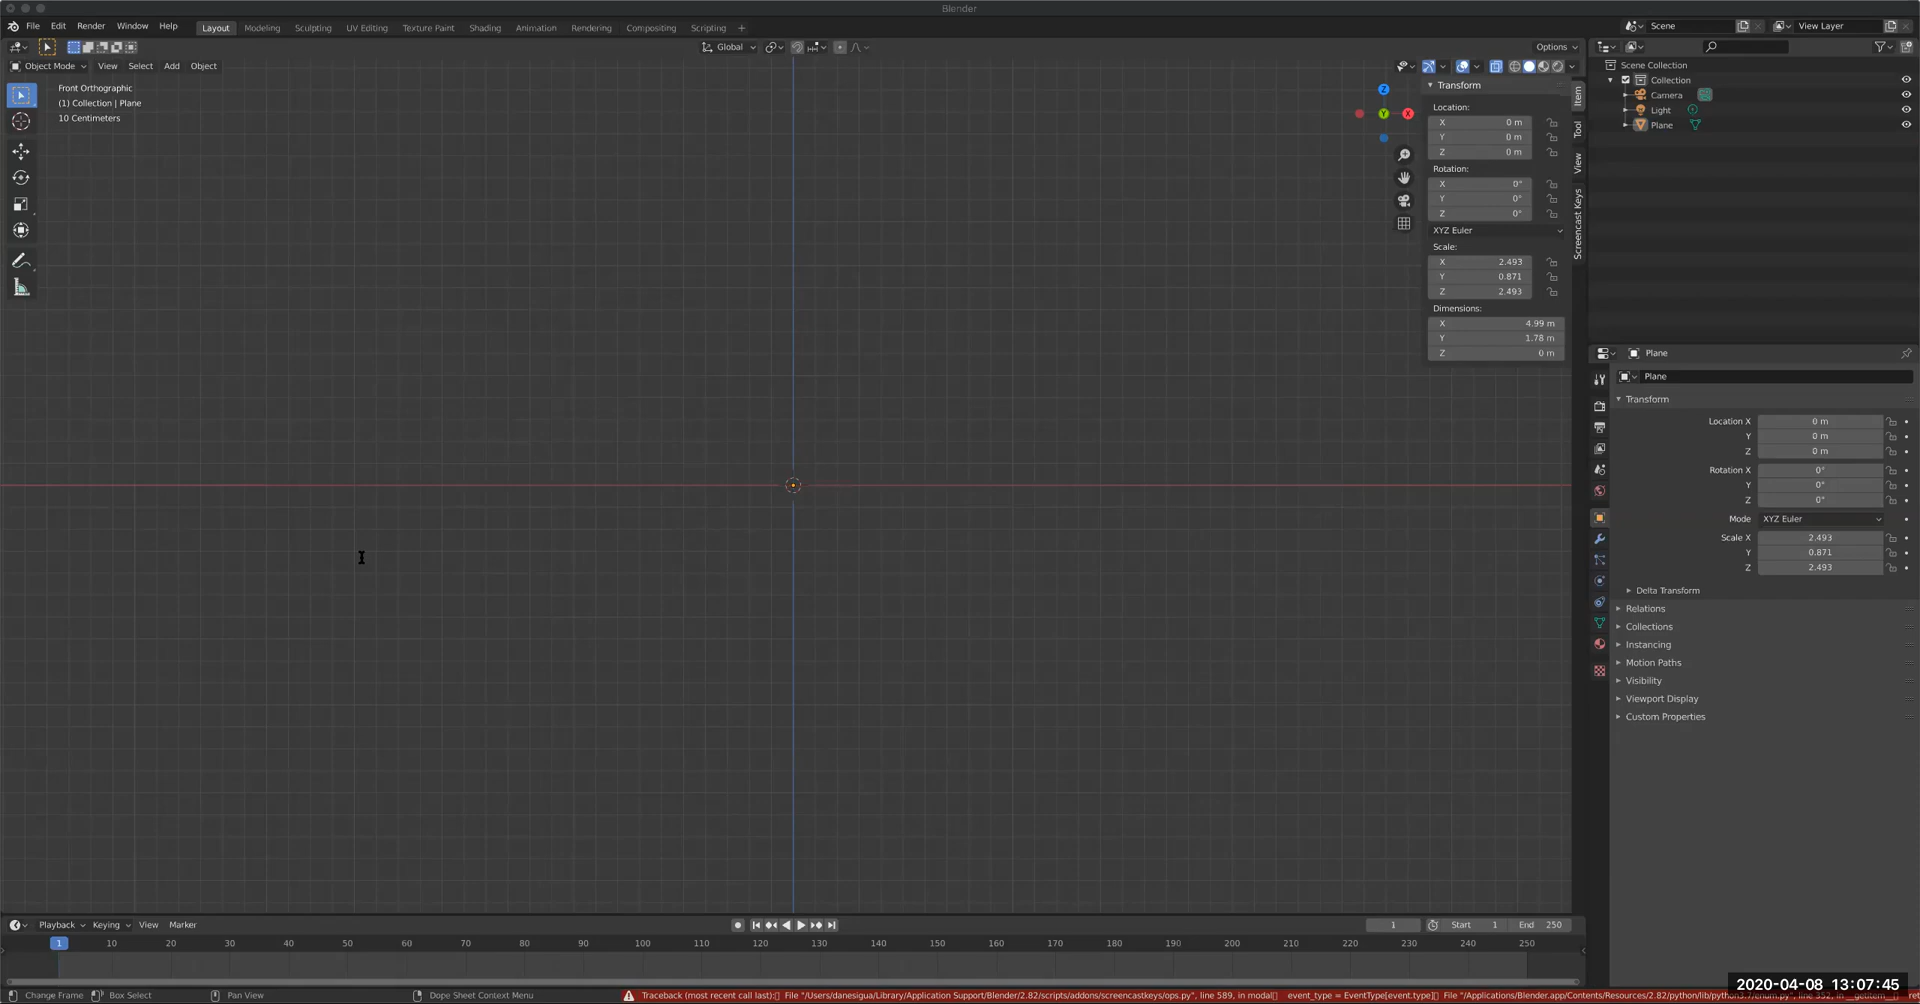 Blender
File Edit Render Window Help
Layout Modeling Sculpting UV Editing Texture Paint Shading Animation Rendering Compositing Scripting +
Scene
View Layer
Global
Options
Object Mode View Select Add Object
Front Orthographic
(1) Collection | Plane
10 Centimeters
Z
Y
X
Transform
Location:
X 0 m
Y 0 m
Z 0 m
Rotation:
X 0°
Y 0°
Z 0°
XYZ Euler
Scale:
X 2.493
Y 0.871
Z 2.493
Dimensions:
X 4.99 m
Y 1.78 m
Z 0 m
Item
Tool
View
Screencast Keys
Scene Collection
Collection
Camera
Light
Plane
Plane
Plane
Transform
Location X 0 m
Y 0 m
Z 0 m
Rotation X 0°
Y 0°
Z 0°
Mode XYZ Euler
Scale X 2.493
Y 0.871
Z 2.493
Delta Transform
Relations
Collections
Instancing
Motion Paths
Visibility
Viewport Display
Custom Properties
Playback Keying View Marker
1 Start 1 End 250
1 10 20 30 40 50 60 70 80 90 100 110 120 130 140 150 160 170 180 190 200 210 220 230 240 250
Change Frame Box Select Pan View Dope Sheet Context Menu
Traceback (most recent call last): File "/Users/danesigua/Library/Application Support/Blender/2.82/scripts/addons/screencastkeys/ops.py", line 589, in modal event_type = EventType[event.type] File "/Applications/Blender.app/Contents/Resources/2.82/python/lib/python3.7/enum.py", line
2020-04-08 13:07:45